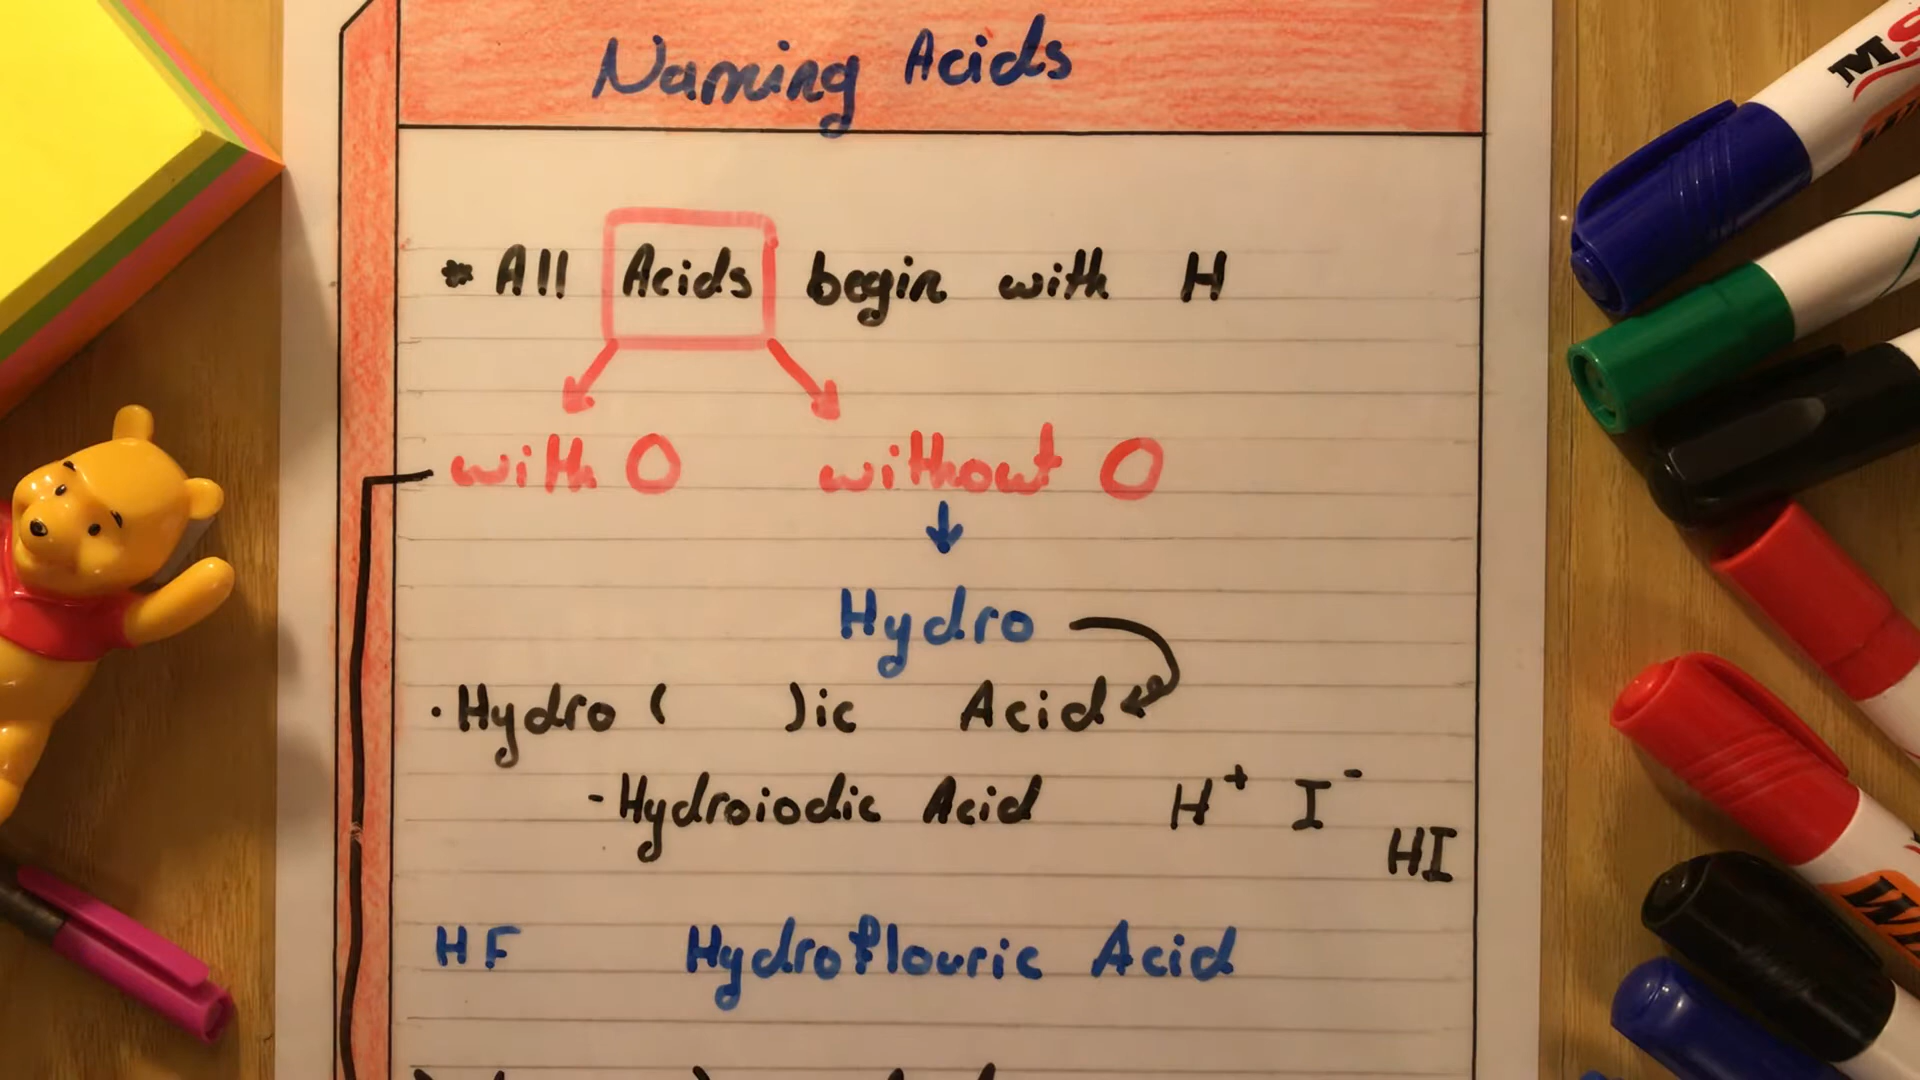 Naming Acids
* All Acids begin with H
with O without O
Hydro
· Hydro ( )ic Acid
- Hydroiodic Acid H⁺ I⁻
HI
HF Hydroflouric Acid